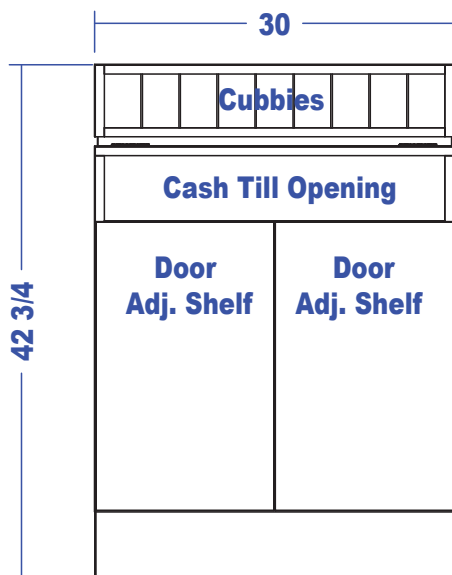 30
Cubbies
Cash Till Opening
Door
Adj. Shelf
Door
Adj. Shelf
42 3/4